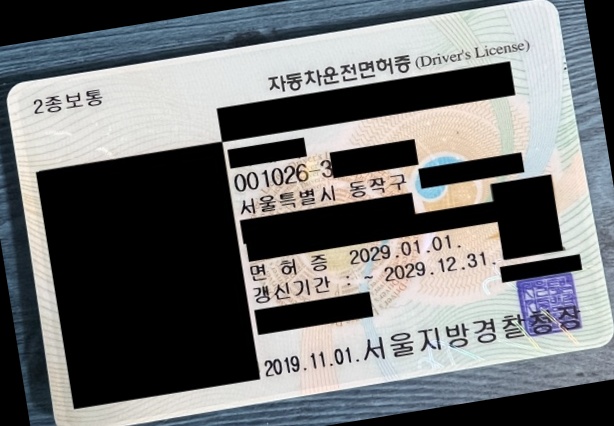 2종보통
자동차운전면허증 (Driver's License)
001026-3
서울특별시 동작구
면 허 증 2029.01.01.
갱신기간 : ~ 2029.12.31.
2019.11.01. 서울지방경찰청장